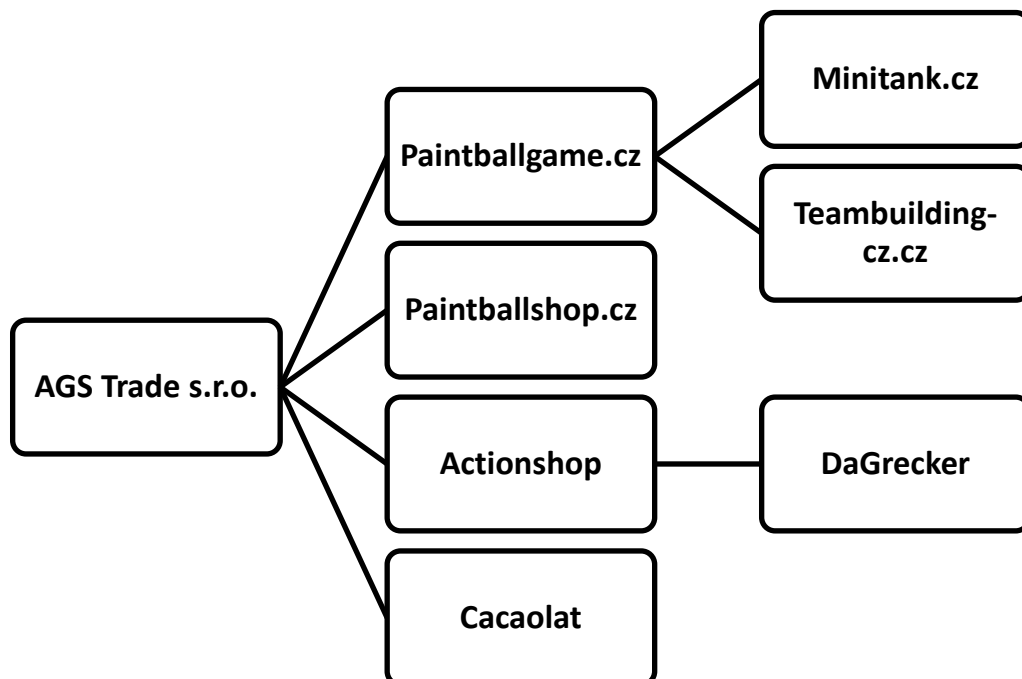 Minitank.cz
Paintballgame.cz
Teambuilding-
cz.cz
Paintballshop.cz
AGS Trade s.r.o.
Actionshop
DaGrecker
Cacaolat